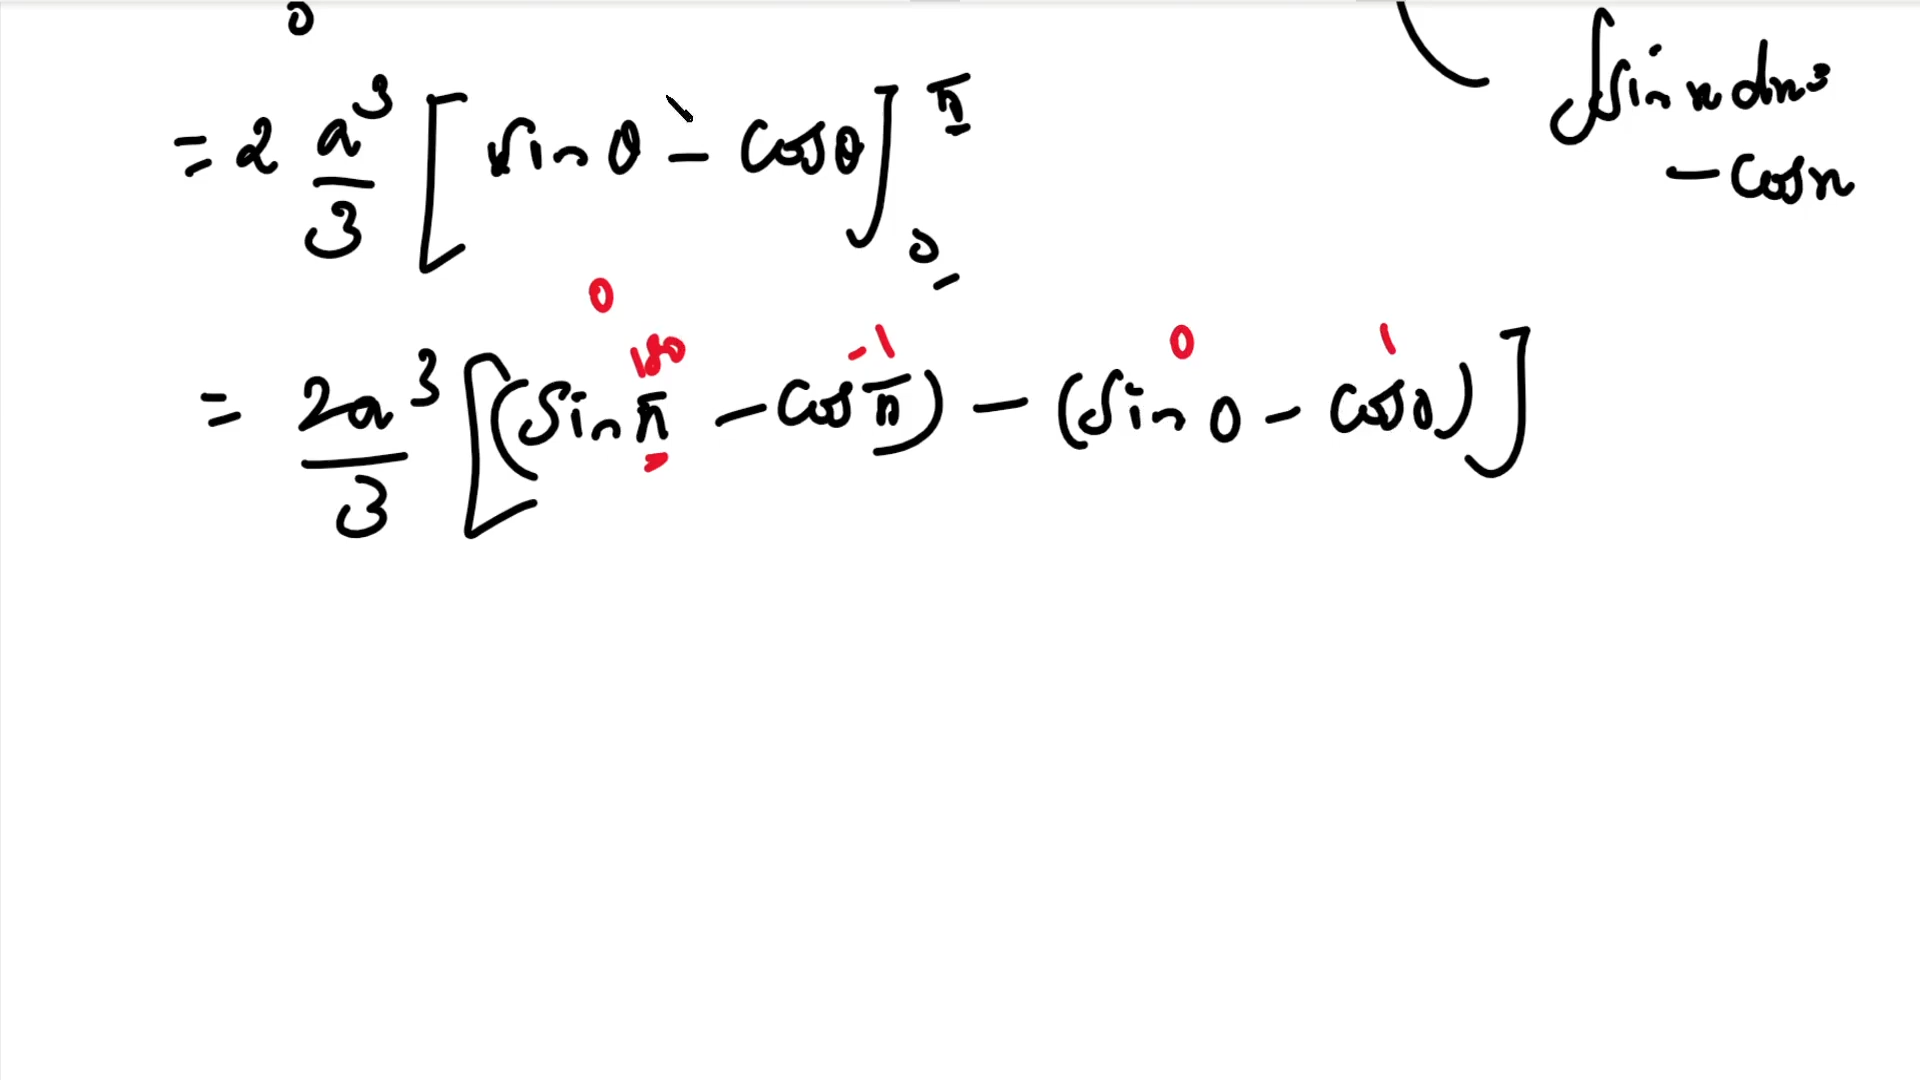 0
= 2 a³/3 [ sin θ – cos θ ]₀^π
∫ sin x dx =
– cos x
0 180 -1 0 1
= 2a³/3 [ ( sin π – cos π ) – ( sin 0 – cos 0 ) ]